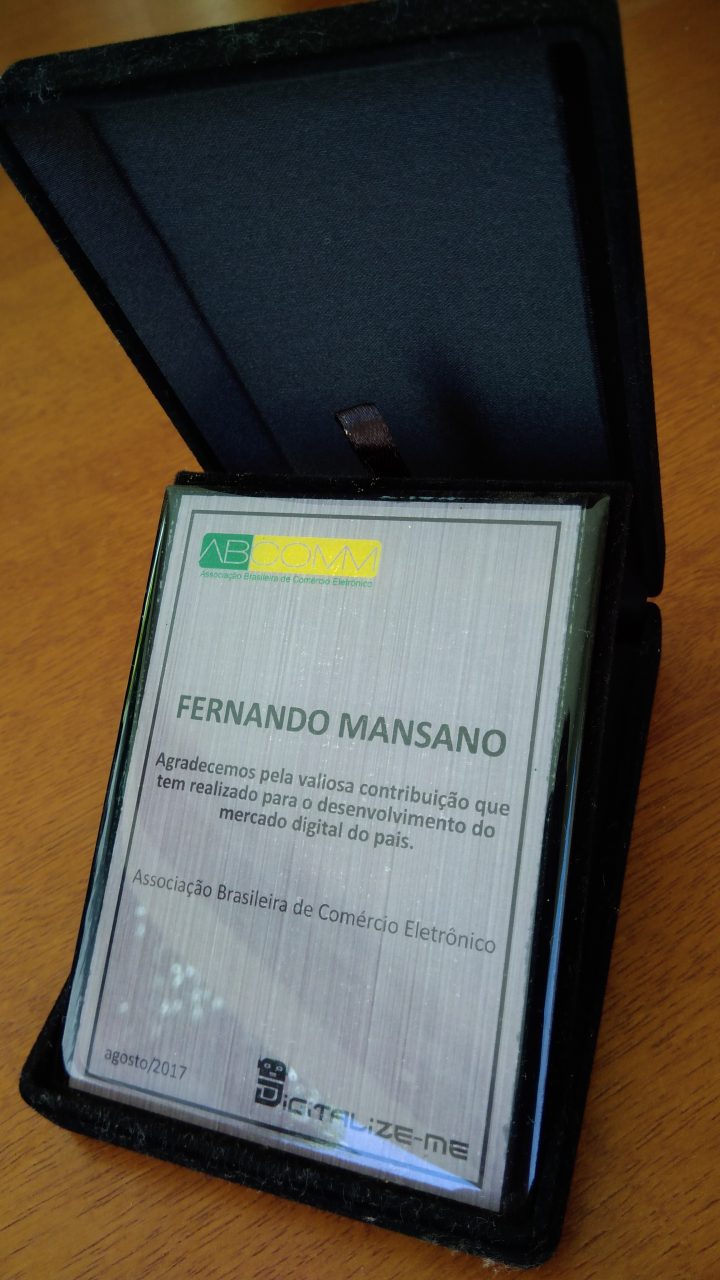 ABCOMM
Associação Brasileira de Comércio Eletrônico
FERNANDO MANSANO
Agradecemos pela valiosa contribuição que
tem realizado para o desenvolvimento do
mercado digital do pais.
Associação Brasileira de Comércio Eletrônico
agosto/2017
DIGITALIZE-ME